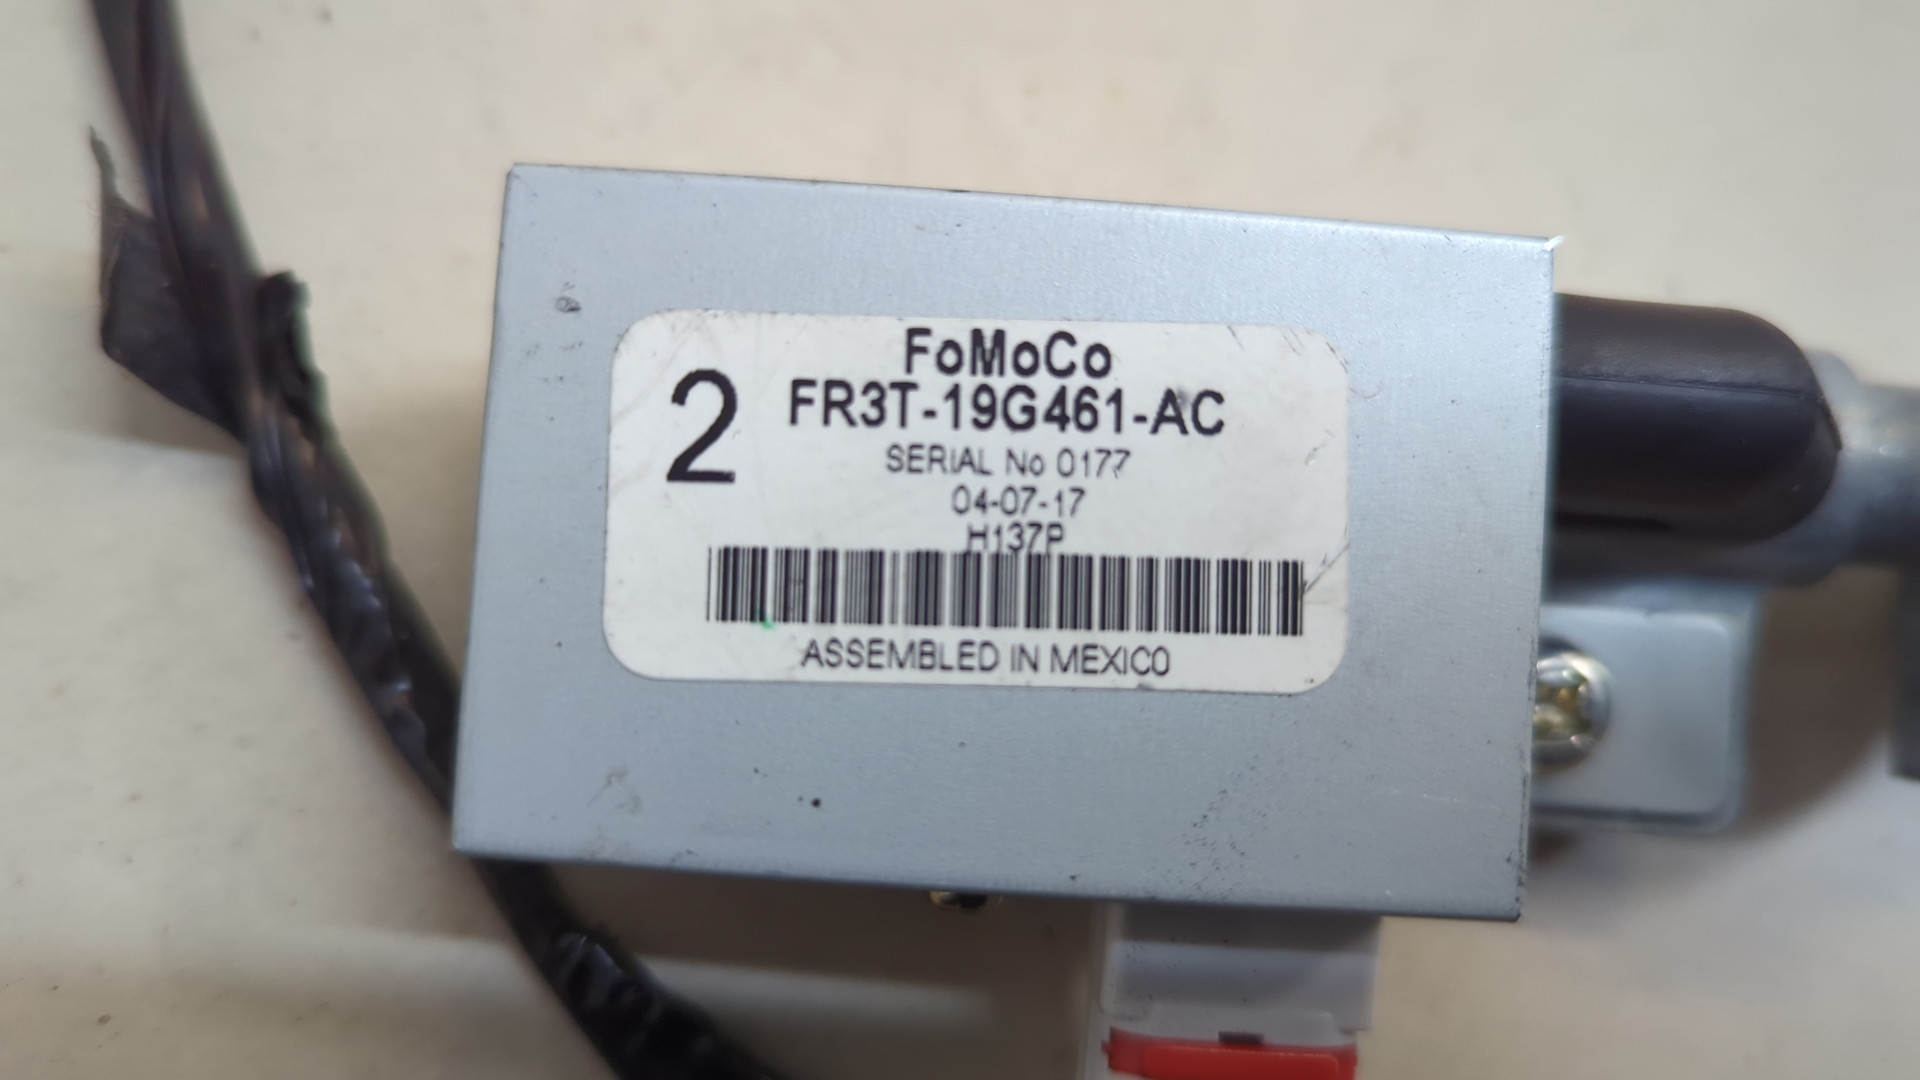 FoMoCo
2 FR3T-19G461-AC
SERIAL No 0177
04-07-17
H137P
ASSEMBLED IN MEXICO